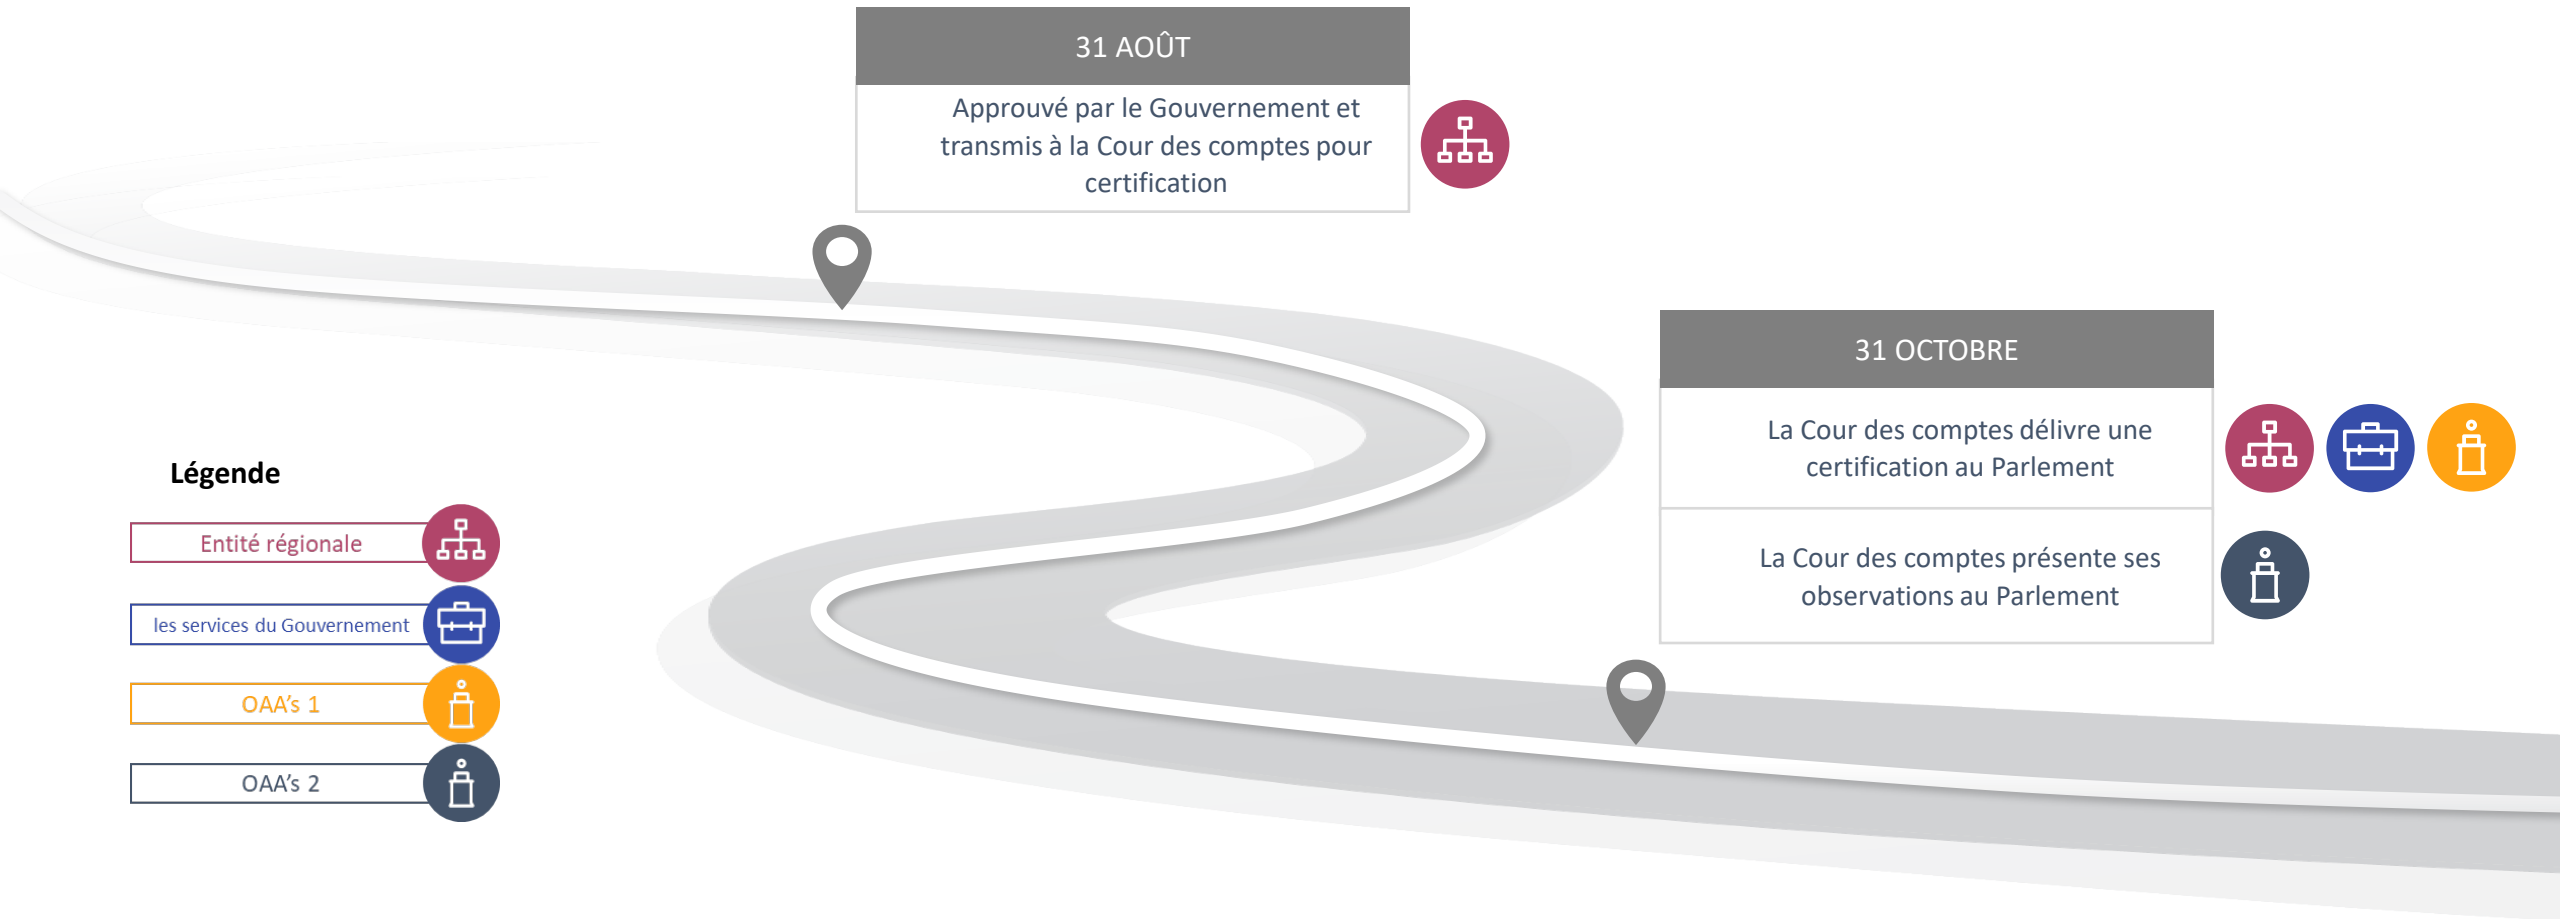 31 AOÛT
Approuvé par le Gouvernement et
transmis à la Cour des comptes pour
certification
31 OCTOBRE
La Cour des comptes délivre une
certification au Parlement
La Cour des comptes présente ses
observations au Parlement
Légende
Entité régionale
les services du Gouvernement
OAA’s 1
OAA’s 2